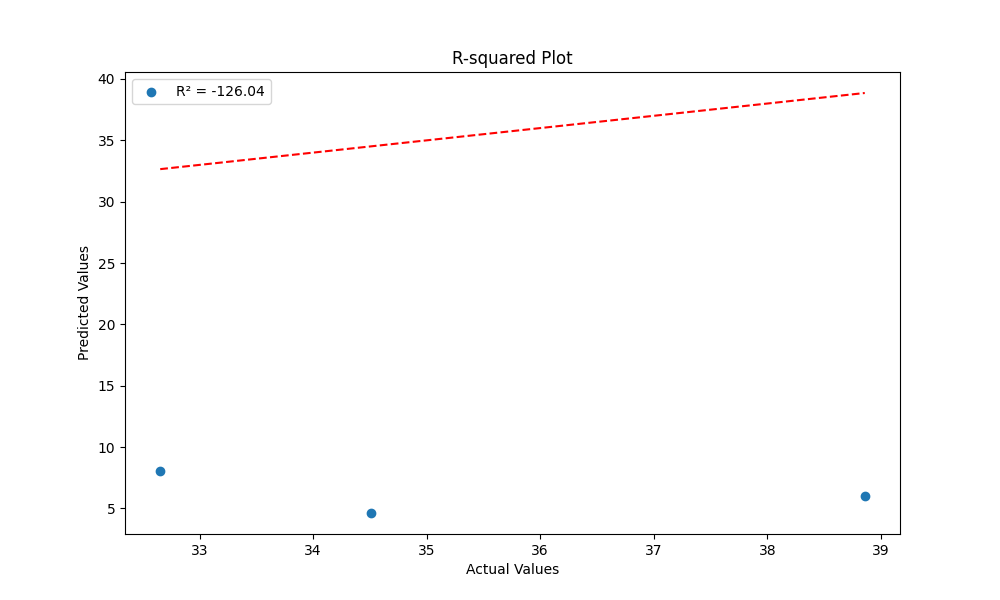 R-squared Plot
R² = -126.04
40
35
30
25
20
15
10
5
Predicted Values
33 34 35 36 37 38 39
Actual Values